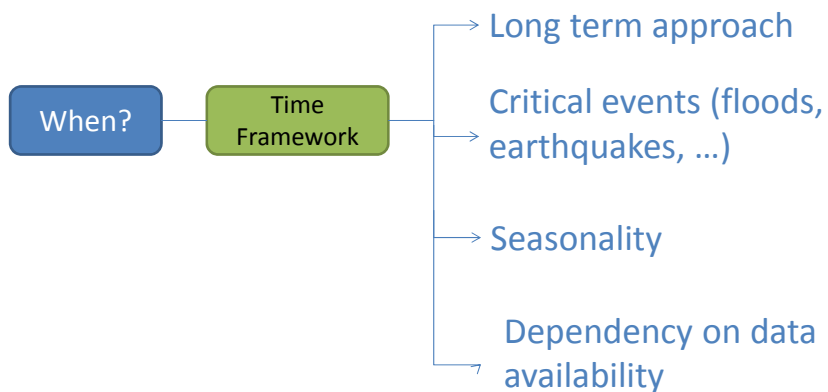 When?
Time
Framework
Long term approach
Critical events (floods,
earthquakes, ...)
Seasonality
Dependency on data
availability